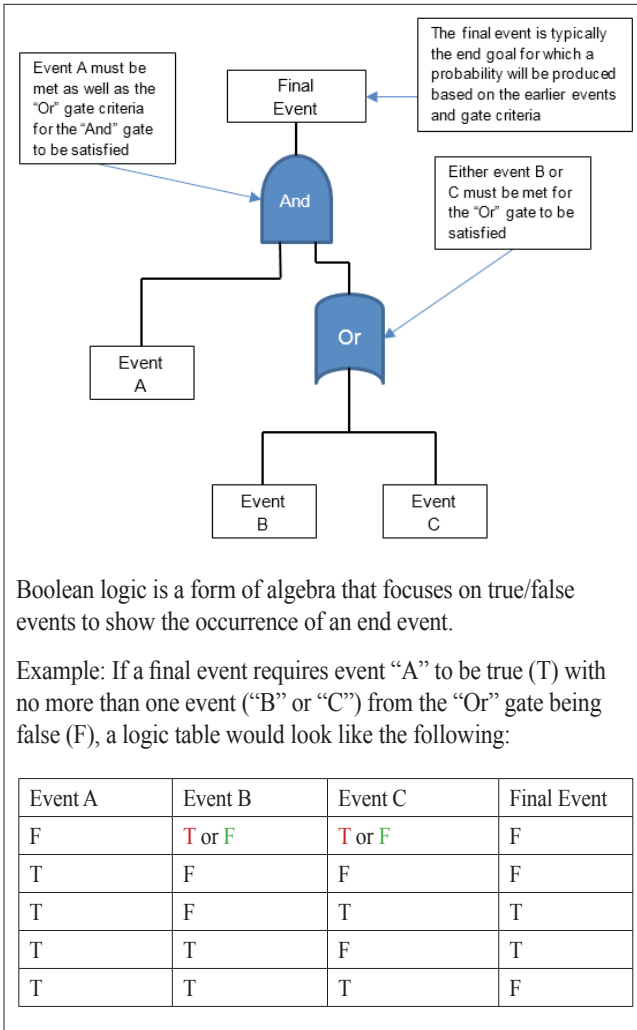 Event A must be
met as well as the
“Or” gate criteria
for the “And” gate
to be satisfied
Final
Event
The final event is typically
the end goal for which a
probability will be produced
based on the earlier events
and gate criteria
And
Either event B or
C must be met for
the “Or” gate to be
satisfied
Or
Event
A
Event
B
Event
C
Boolean logic is a form of algebra that focuses on true/false
events to show the occurrence of an end event.
Example: If a final event requires event “A” to be true (T) with
no more than one event (“B” or “C”) from the “Or” gate being
false (F), a logic table would look like the following:
Event A Event B Event C Final Event
F T or F T or F F
T F F F
T F T T
T T F T
T T T F